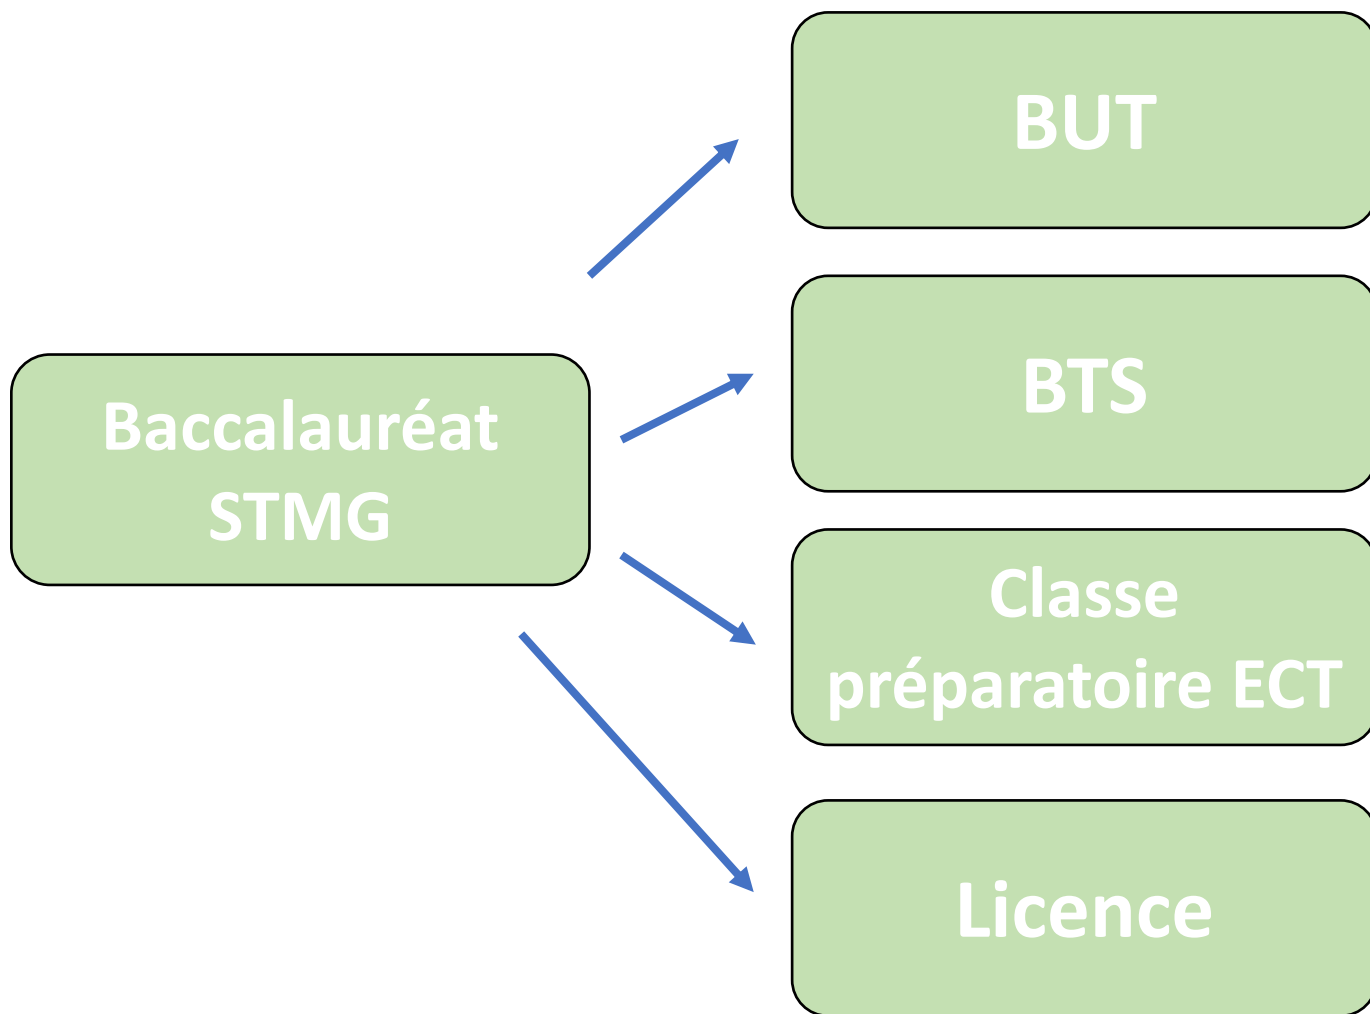 BUT
BTS
Baccalauréat
STMG
Classe
préparatoire ECT
Licence